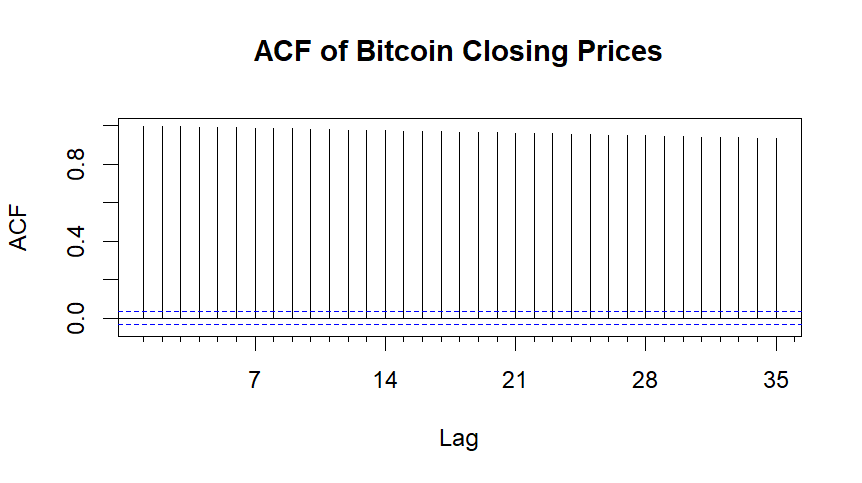 ACF of Bitcoin Closing Prices
ACF
0.8
0.4
0.0
7 14 21 28 35
Lag